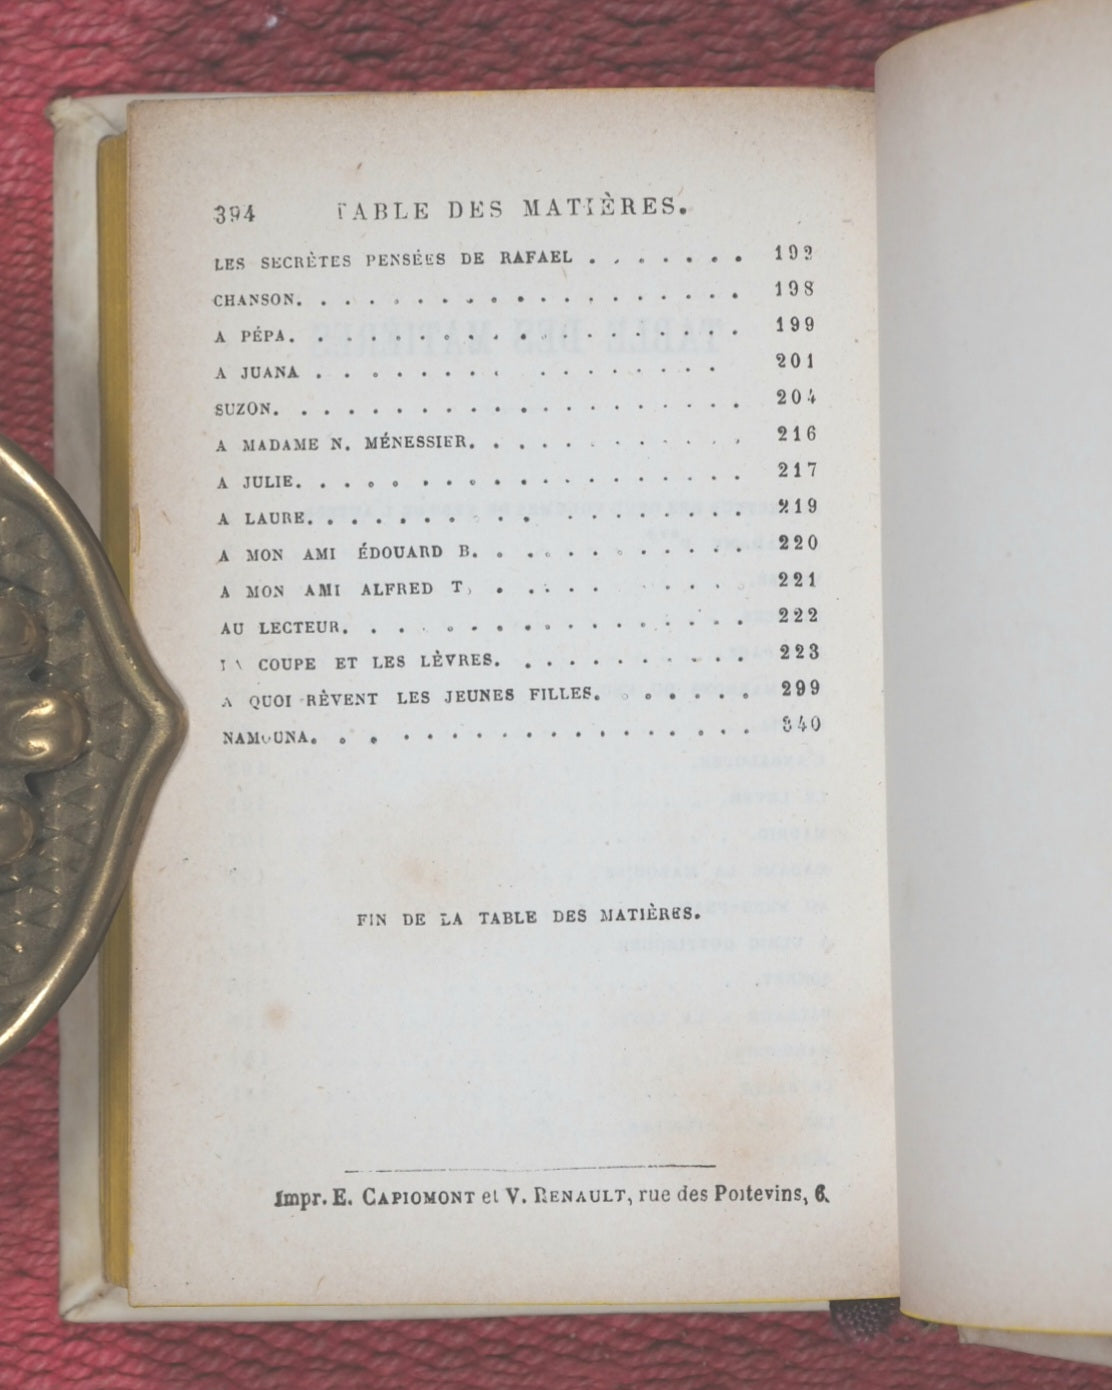 394 TABLE DES MATIÈRES.
LES SECRÈTES PENSÉES DE RAFAEL . . . . . . . 192
CHANSON. . . . . . . . . . . . . . . . . . . 198
A PÉPA. . . . . . . . . . . . . . . . . . . 199
A JUANA . . . . . . . . . . . . . . . . 201
SUZON. . . . . . . . . . . . . . . . . . . . 204
A MADAME N. MÉNESSIER. . . . . . . . . . . . 216
A JULIE. . . . . . . . . . . . . . . . . . . 217
A LAURE. . . . . . . . . . . . . . . . . . . 219
A MON AMI ÉDOUARD B. . . . . . . . . . . . 220
A MON AMI ALFRED T. . . . . . . . . . . 221
AU LECTEUR. . . . . . . . . . . . . . . . . 222
LA COUPE ET LES LÈVRES. . . . . . . . . . . 223
A QUOI RÊVENT LES JEUNES FILLES. . . . . . . 299
NAMOUNA. . . . . . . . . . . . . . . . . . 340
FIN DE LA TABLE DES MATIÈRES.
Impr. E. CAPIOMONT et V. RENAULT, rue des Poitevins, 6.